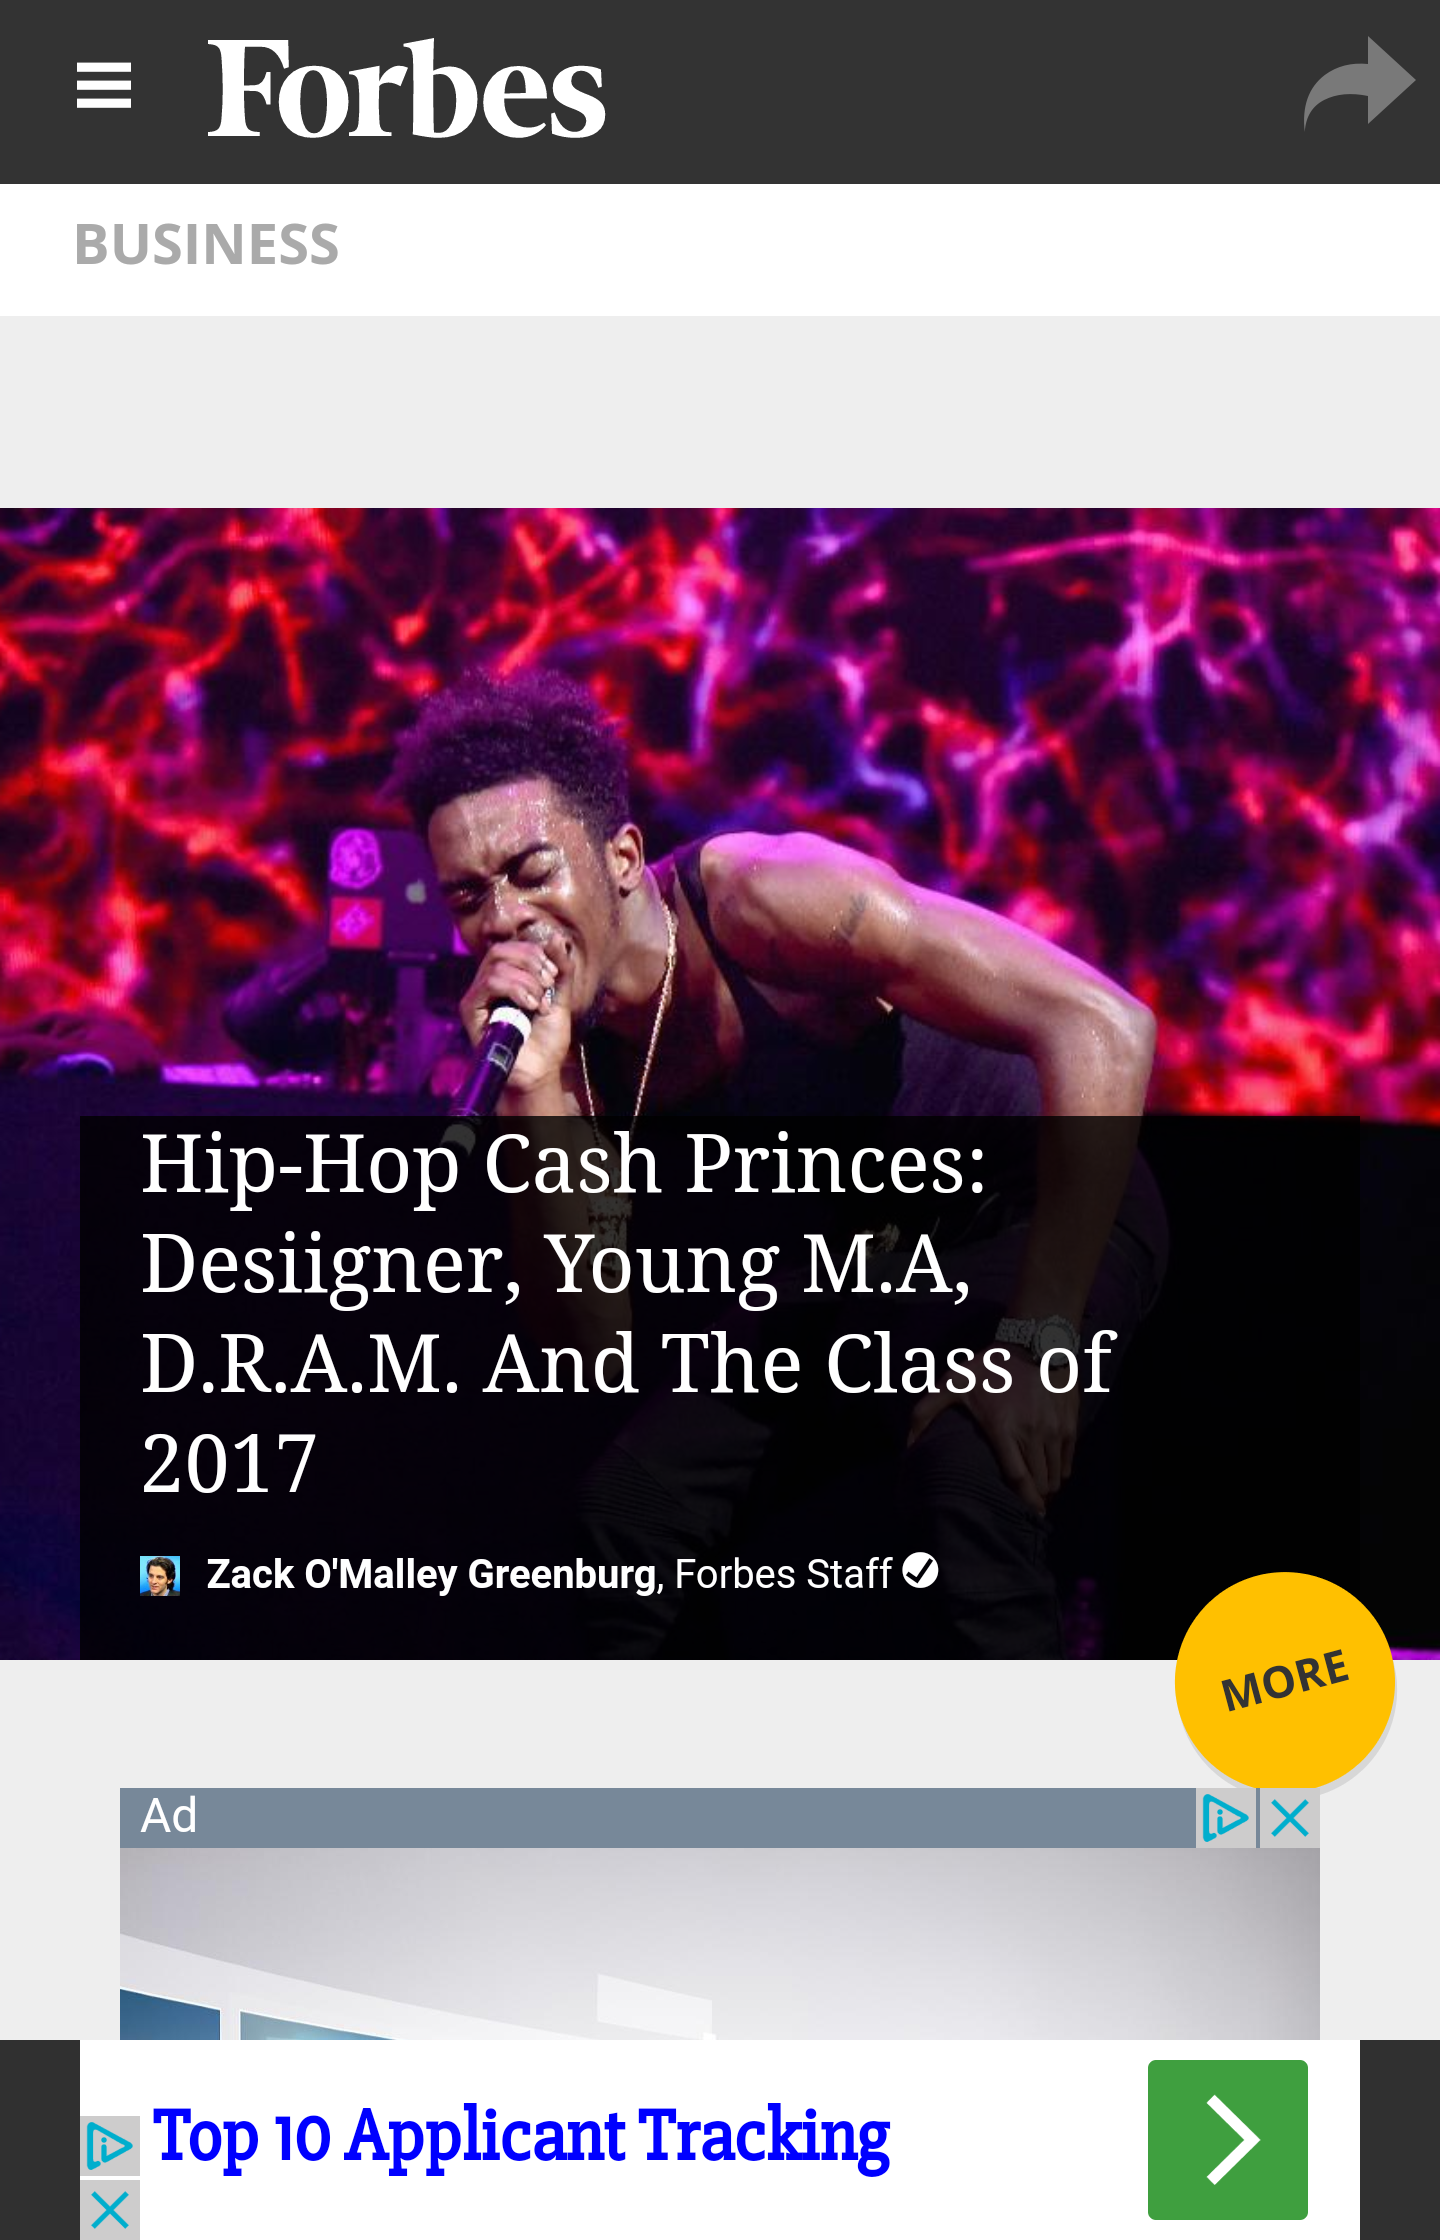 Forbes
BUSINESS
Hip-Hop Cash Princes:
Desiigner, Young M.A,
D.R.A.M. And The Class of
2017
Zack O'Malley Greenburg, Forbes Staff
MORE
Ad
Top 10 Applicant Tracking